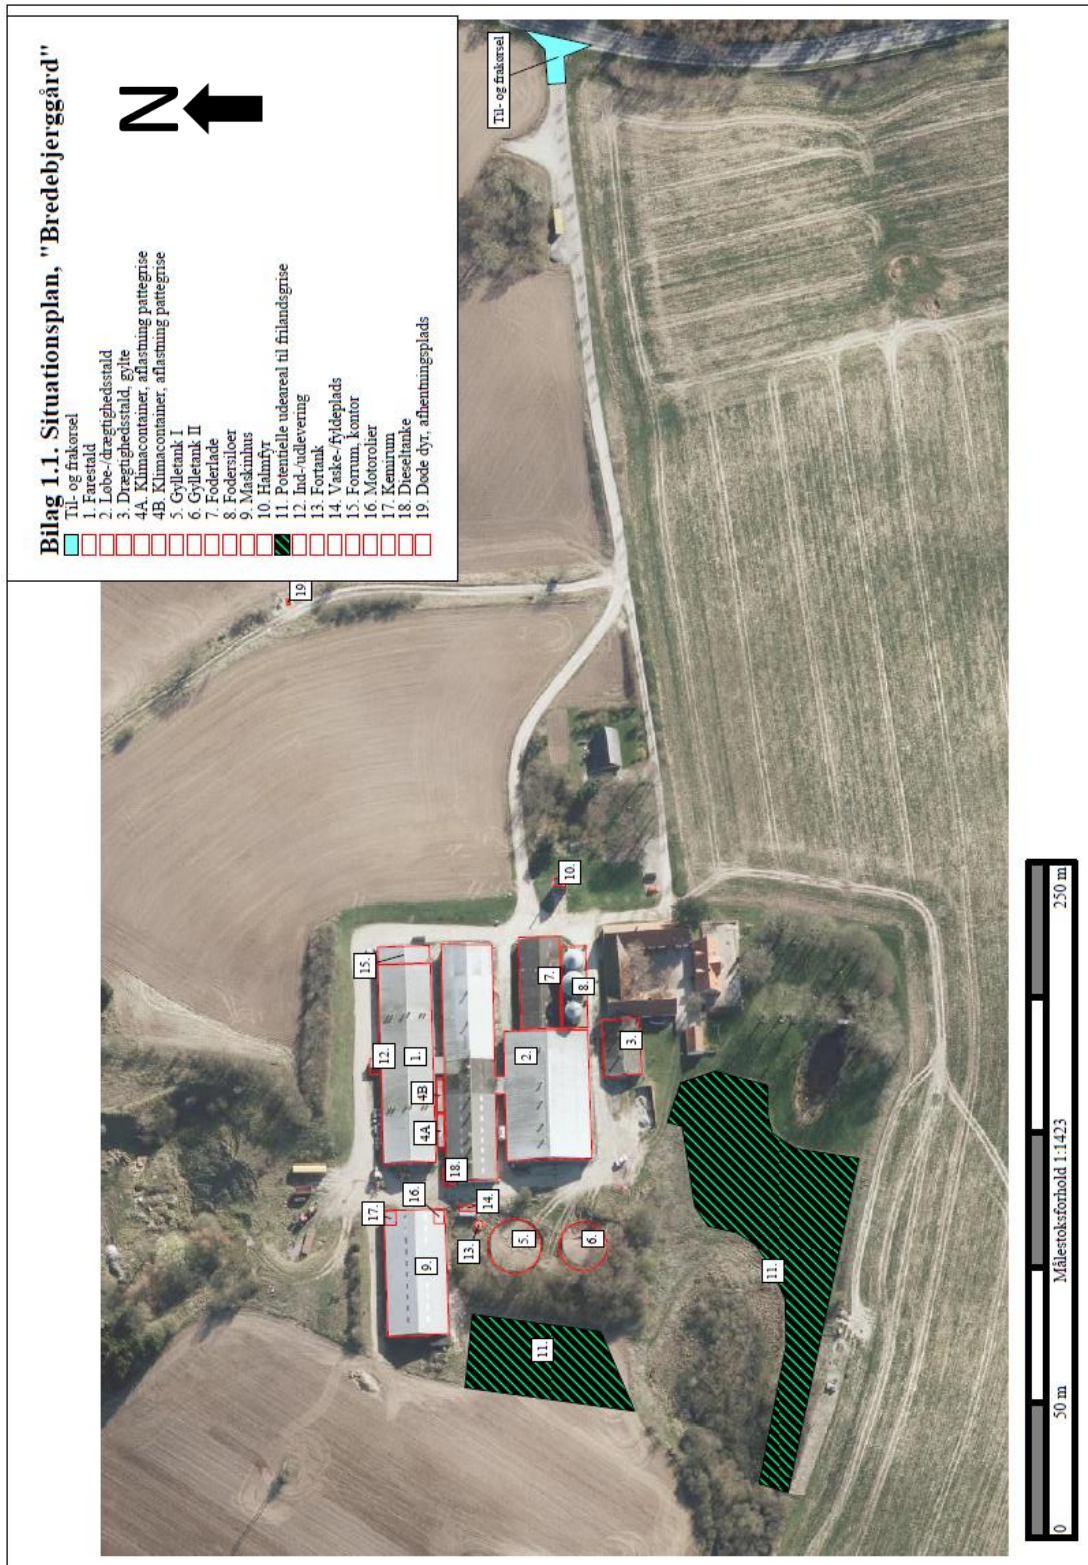 Bilag 1.1. Situationsplan, "Bredebjerggård"
Til- og frakørsel
1. Farestald
2. Løbe-/drægtighedsstald
3. Drægtighedsstald, gylte
4A. Klimacontainer, aflastning pattegrise
4B. Klimacontainer, aflastning pattegrise
5. Gylletank I
6. Gylletank II
7. Foderlade
8. Fodersiloer
9. Maskinhus
10. Halmfyr
11. Potentielle udeareal til frilandsgrise
12. Ind-/udlevering
13. Fortank
14. Vaske-/fyldeplads
15. Forrum, kontor
16. Motorolier
17. Kemirum
18. Dieseltanke
19. Døde dyr, afhentningsplads
N
Til- og frakørsel
19
15.
12.
1.
4B
4A
18.
17.
16.
14.
13.
9.
5.
6.
7.
8.
2.
3.
10.
11.
11.
0
50 m
Målestoksforhold 1:1423
250 m